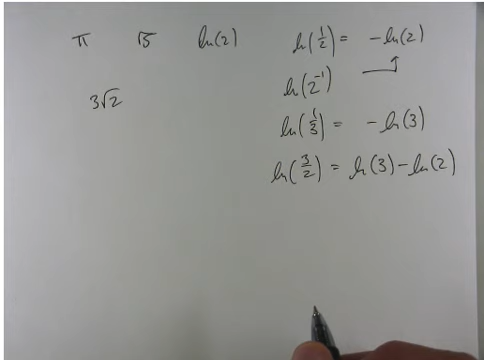 π √5 ln(2)
3√2
ln(1/2) = -ln(2)
ln(2⁻¹) →
ln(1/3) = -ln(3)
ln(3/2) = ln(3) - ln(2)